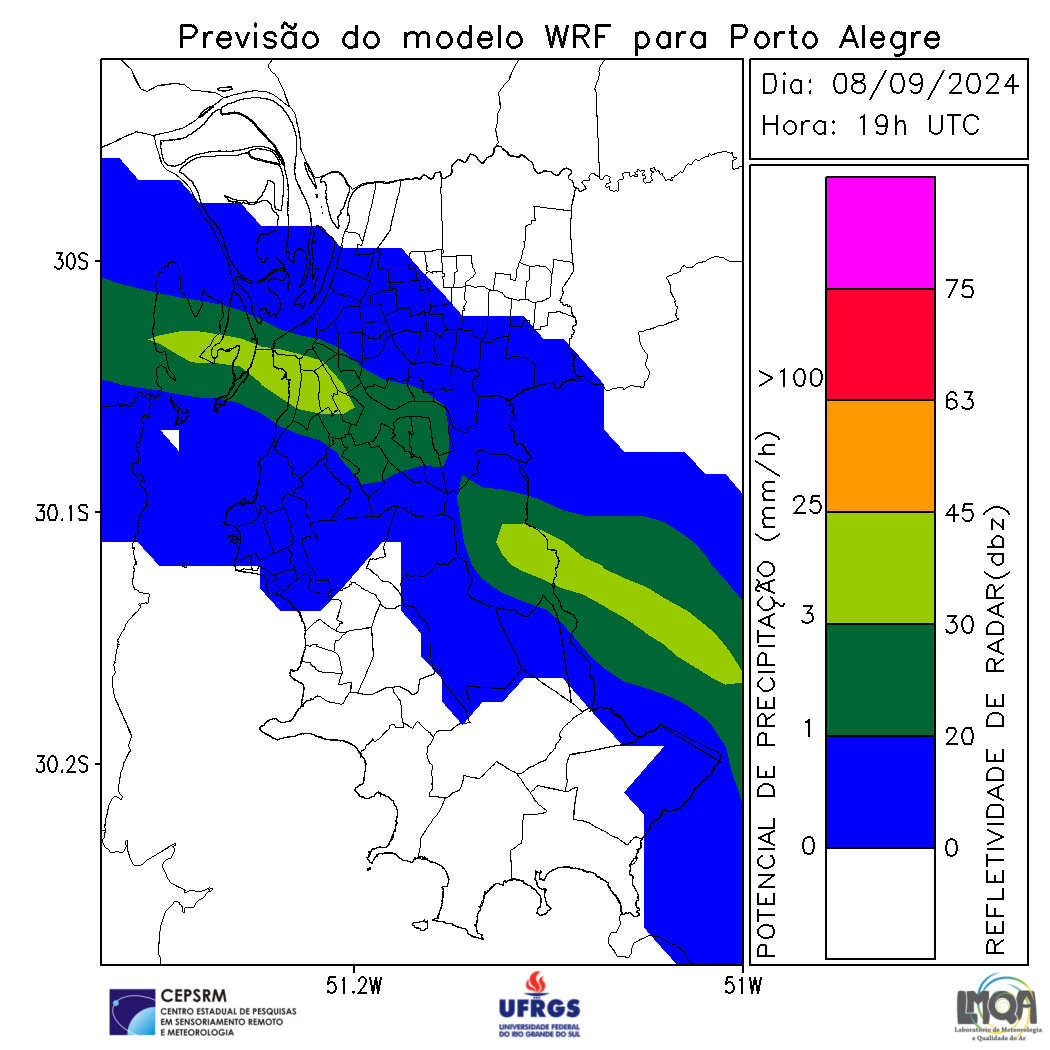 Previsão do modelo WRF para Porto Alegre
Dia: 08/09/2024
Hora: 19h UTC
30S
30.1S
30.2S
51.2W
51W
POTENCIAL DE PRECIPITAÇÃO (mm/h)
>100
25
3
1
0
75
63
45
30
20
0
REFLETIVIDADE DE RADAR(dbz)
CEPSRM
CENTRO ESTADUAL DE PESQUISAS
EM SENSORIAMENTO REMOTO
E METEOROLOGIA
UFRGS
UNIVERSIDADE FEDERAL
DO RIO GRANDE DO SUL
LMQA
Laboratório de Meteorologia
e Qualidade do Ar